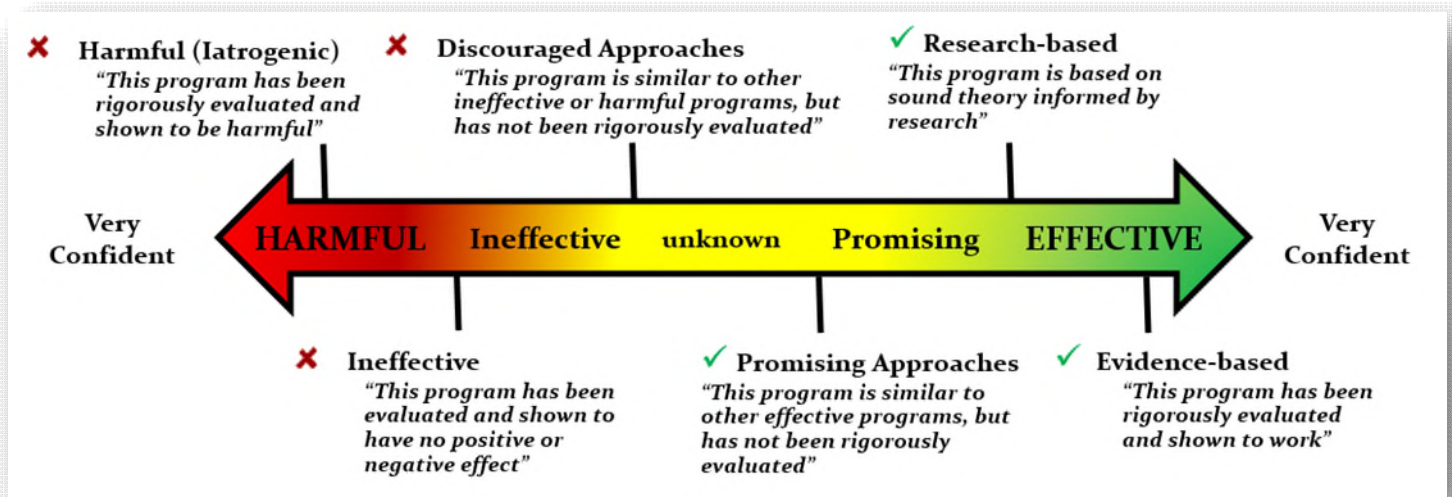 Harmful (Iatrogenic)
“This program has been
rigorously evaluated and
shown to be harmful”
Discouraged Approaches
“This program is similar to other
ineffective or harmful programs, but
has not been rigorously evaluated”
Research-based
“This program is based on
sound theory informed by
research”
Very
Confident
HARMFUL Ineffective unknown Promising EFFECTIVE
Very
Confident
Ineffective
“This program has been
evaluated and shown to
have no positive or
negative effect”
Promising Approaches
“This program is similar to
other effective programs, but
has not been rigorously
evaluated”
Evidence-based
“This program has been
rigorously evaluated
and shown to work”